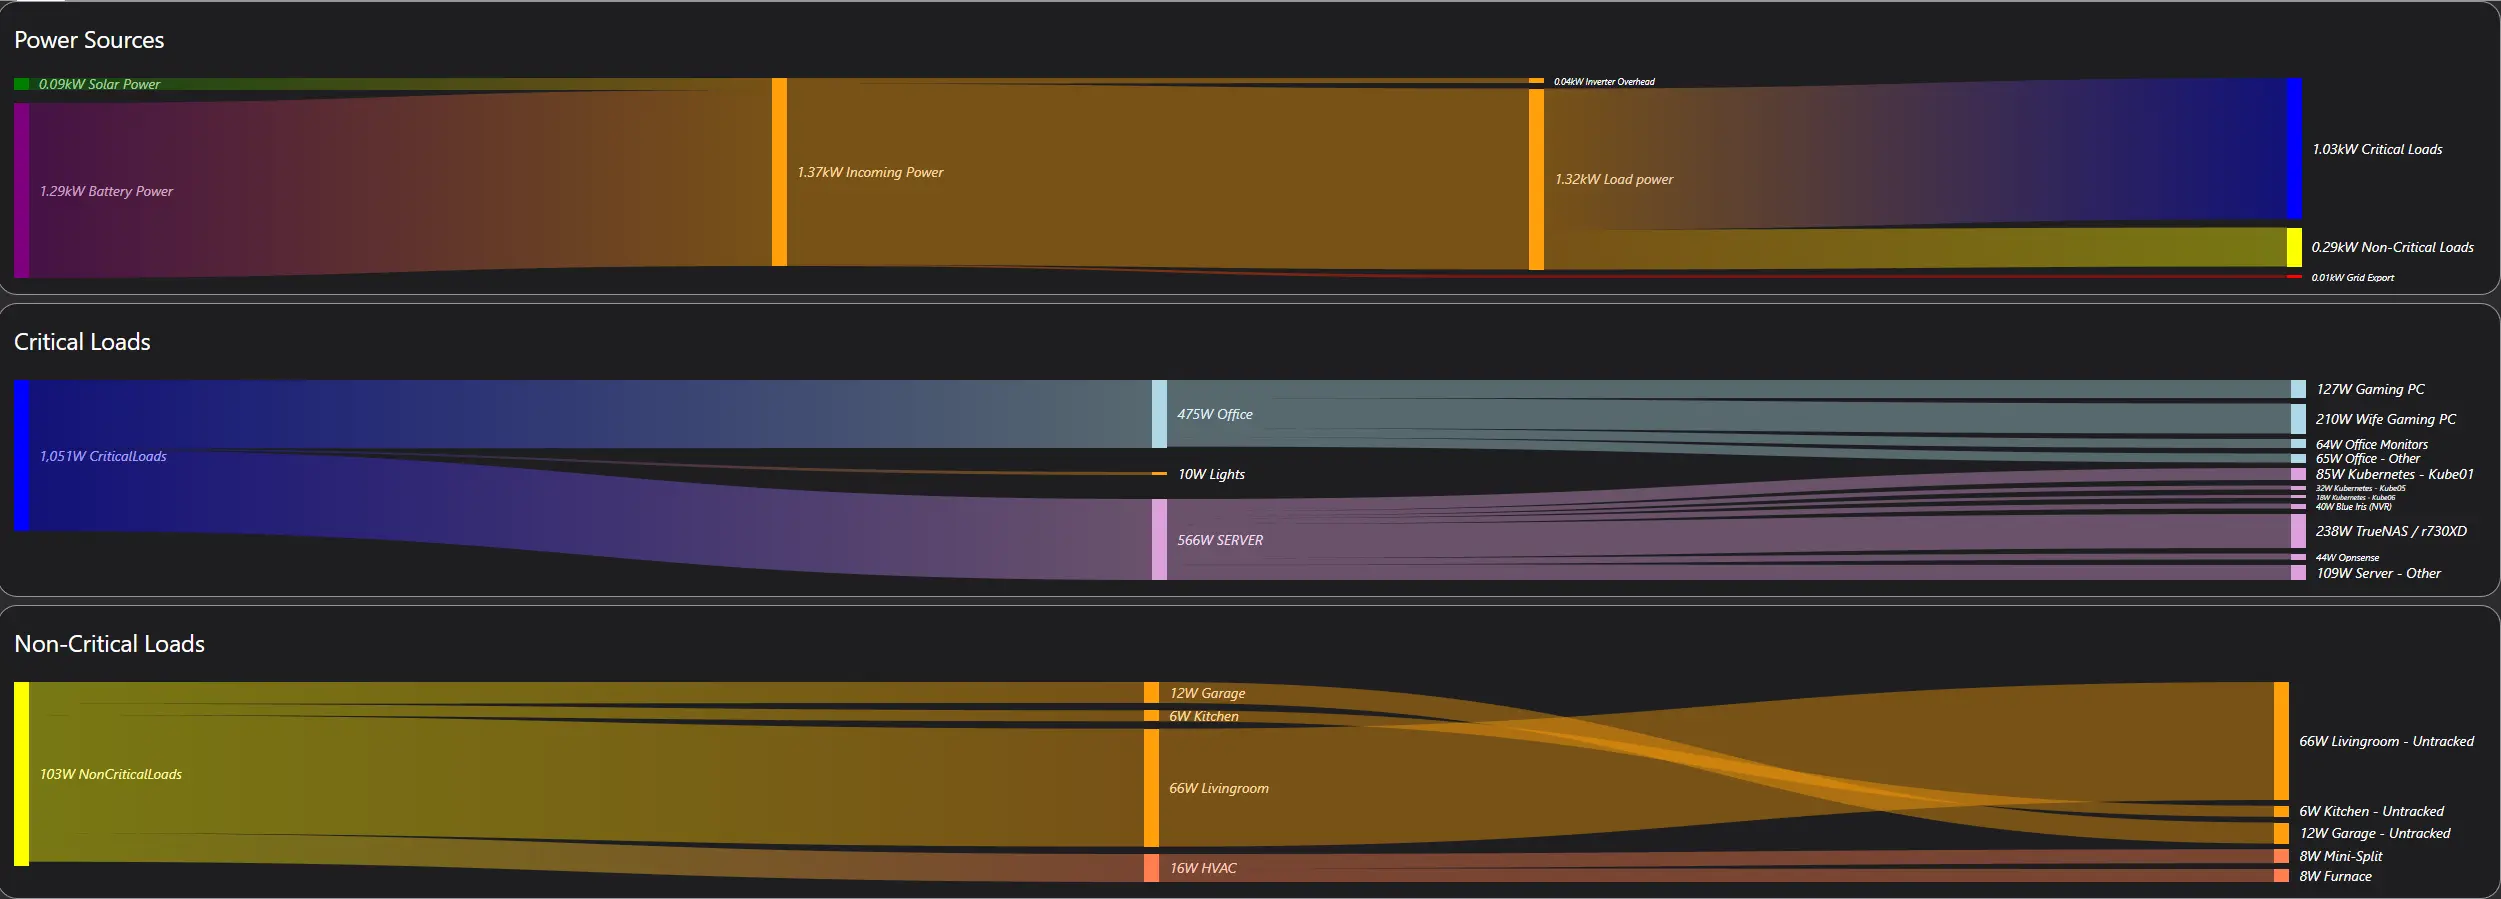 Power Sources
0.09kW Solar Power
1.29kW Battery Power
1.37kW Incoming Power
0.04kW Inverter Overhead
1.32kW Load power
1.03kW Critical Loads
0.29kW Non-Critical Loads
0.01kW Grid Export
Critical Loads
1,051W CriticalLoads
475W Office
10W Lights
566W SERVER
127W Gaming PC
210W Wife Gaming PC
64W Office Monitors
65W Office - Other
85W Kubernetes - Kube01
32W Kubernetes - Kube05
18W Kubernetes - Kube06
40W Blue Iris (NVR)
238W TrueNAS / r730XD
44W Opnsense
109W Server - Other
Non-Critical Loads
103W NonCriticalLoads
12W Garage
6W Kitchen
66W Livingroom
16W HVAC
66W Livingroom - Untracked
6W Kitchen - Untracked
12W Garage - Untracked
8W Mini-Split
8W Furnace